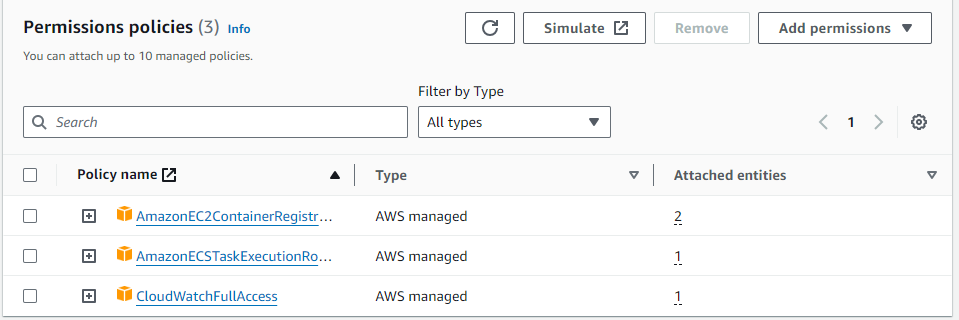 Permissions policies (3) Info
Simulate Remove Add permissions
You can attach up to 10 managed policies.
Filter by Type
Search All types 1
Policy name Type Attached entities
AmazonEC2ContainerRegistr... AWS managed 2
AmazonECSTaskExecutionRo... AWS managed 1
CloudWatchFullAccess AWS managed 1